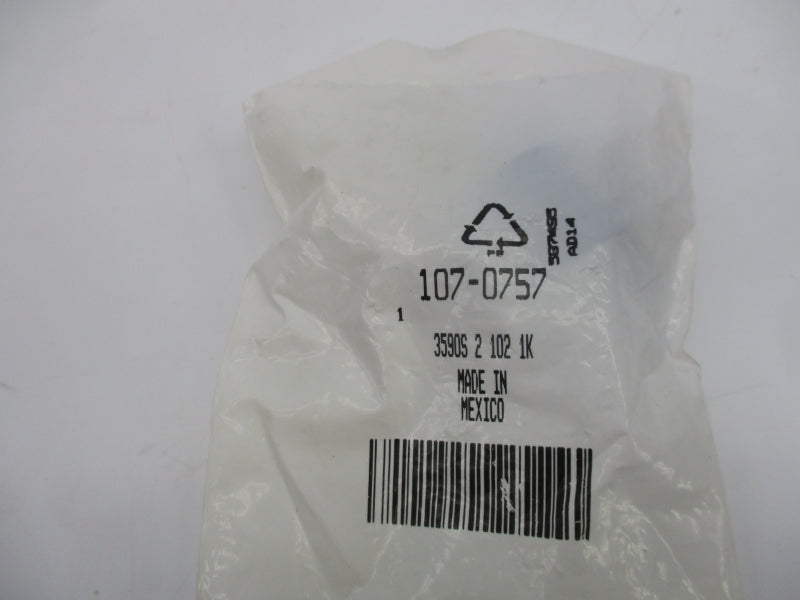 AD14
107-0757
1
3590S 2 102 1K
MADE IN
MEXICO